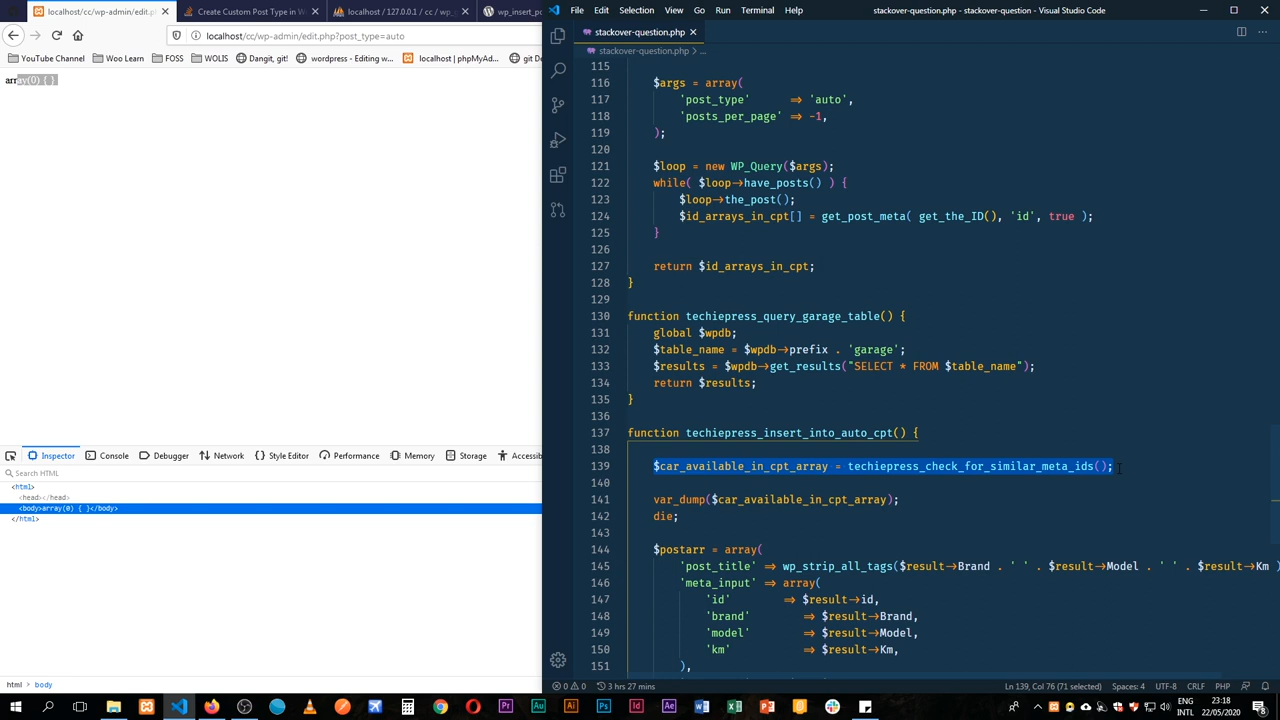 localhost/cc/wp-admin/edit.p
Create Custom Post Type in W
localhost / 127.0.0.1 / cc / wp_
wp_insert_po
localhost/cc/wp-admin/edit.php?post_type=auto
YouTube Channel
Woo Learn
FOSS
WOLIS
Dangit, git!
wordpress - Editing w...
localhost | phpMyAd...
git De
array(0) { }
Inspector
Console
Debugger
Network
Style Editor
Performance
Memory
Storage
Accessib
Search HTML
<html>
<head></head>
<body>array(0) { }</body>
</html>
html > body
File Edit Selection View Go Run Terminal Help
stackover-question.php - stackover-question - Visual Studio Code
stackover-question.php
stackover-question.php > ...
115
116 $args = array(
117 'post_type' => 'auto',
118 'posts_per_page' => -1,
119 );
120
121 $loop = new WP_Query($args);
122 while( $loop->have_posts() ) {
123 $loop->the_post();
124 $id_arrays_in_cpt[] = get_post_meta( get_the_ID(), 'id', true );
125 }
126
127 return $id_arrays_in_cpt;
128 }
129
130 function techiepress_query_garage_table() {
131 global $wpdb;
132 $table_name = $wpdb->prefix . 'garage';
133 $results = $wpdb->get_results("SELECT * FROM $table_name");
134 return $results;
135 }
136
137 function techiepress_insert_into_auto_cpt() {
138
139 $car_available_in_cpt_array = techiepress_check_for_similar_meta_ids();
140
141 var_dump($car_available_in_cpt_array);
142 die;
143
144 $postarr = array(
145 'post_title' => wp_strip_all_tags($result->Brand . ' ' . $result->Model . ' ' . $result->Km )
146 'meta_input' => array(
147 'id' => $result->id,
148 'brand' => $result->Brand,
149 'model' => $result->Model,
150 'km' => $result->Km,
151 ),
0 0
3 hrs 27 mins
Ln 139, Col 76 (71 selected)
Spaces: 4
UTF-8
CRLF
PHP
ENG
INTL
23:18
22/05/2020